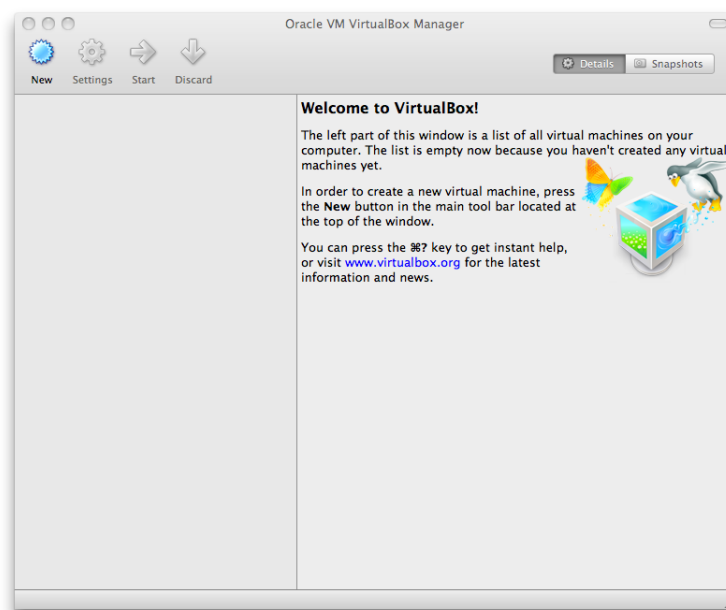 Oracle VM VirtualBox Manager
New
Settings
Start
Discard
Details
Snapshots
Welcome to VirtualBox!
The left part of this window is a list of all virtual machines on your
computer. The list is empty now because you haven't created any virtual
machines yet.
In order to create a new virtual machine, press
the New button in the main tool bar located at
the top of the window.
You can press the ⌘? key to get instant help,
or visit www.virtualbox.org for the latest
information and news.